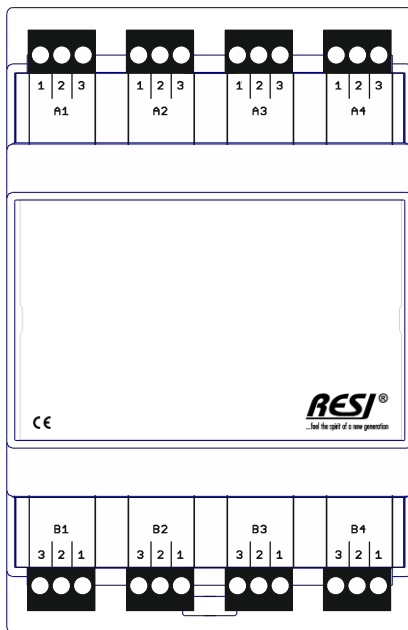 1 2 3 1 2 3 1 2 3 1 2 3
A1 A2 A3 A4
CE
RESI®
...feel the spirit of a new generation
B1 B2 B3 B4
3 2 1 3 2 1 3 2 1 3 2 1